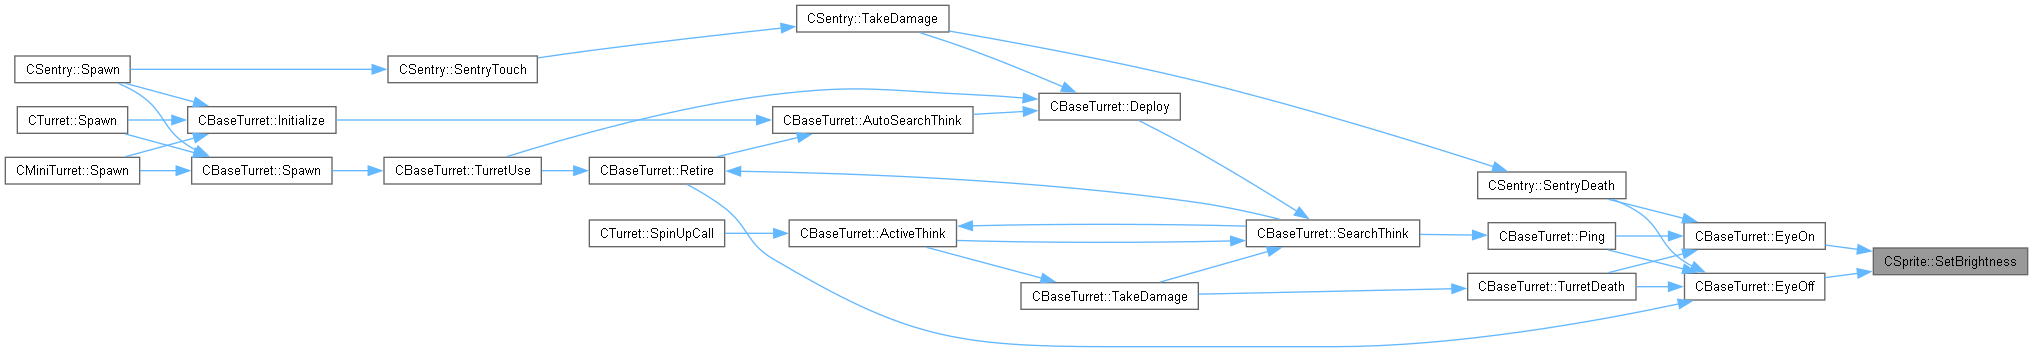 CSentry::TakeDamage
CSentry::Spawn
CSentry::SentryTouch
CBaseTurret::Deploy
CTurret::Spawn
CBaseTurret::Initialize
CBaseTurret::AutoSearchThink
CMiniTurret::Spawn
CBaseTurret::Spawn
CBaseTurret::TurretUse
CBaseTurret::Retire
CSentry::SentryDeath
CTurret::SpinUpCall
CBaseTurret::ActiveThink
CBaseTurret::SearchThink
CBaseTurret::Ping
CBaseTurret::EyeOn
CSprite::SetBrightness
CBaseTurret::TakeDamage
CBaseTurret::TurretDeath
CBaseTurret::EyeOff